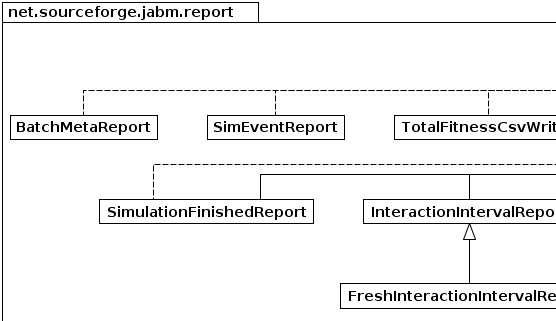 net.sourceforge.jabm.report
BatchMetaReport
SimEventReport
TotalFitnessCsvWrit
SimulationFinishedReport
InteractionIntervalRepo
FreshInteractionIntervalRe